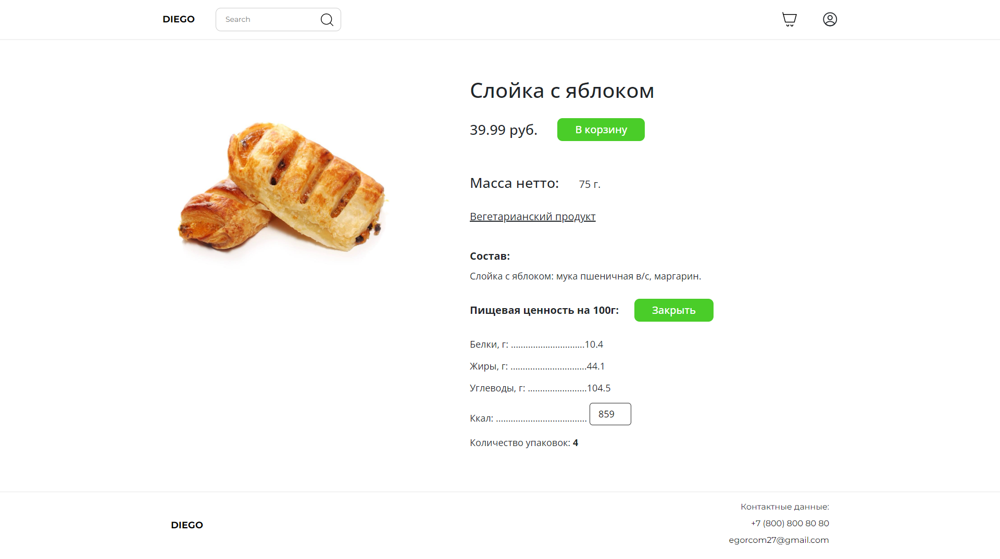 DIEGO
Search
Слойка с яблоком
39.99 руб.
В корзину
Масса нетто: 75 г.
Вегетарианский продукт
Состав:
Слойка с яблоком: мука пшеничная в/с, маргарин.
Пищевая ценность на 100г:
Закрыть
Белки, г: ..............................10.4
Жиры, г: ...............................44.1
Углеводы, г: ........................104.5
Ккал: ..................................... 859
Количество упаковок: 4
DIEGO
Контактные данные:
+7 (800) 800 80 80
egorcom27@gmail.com